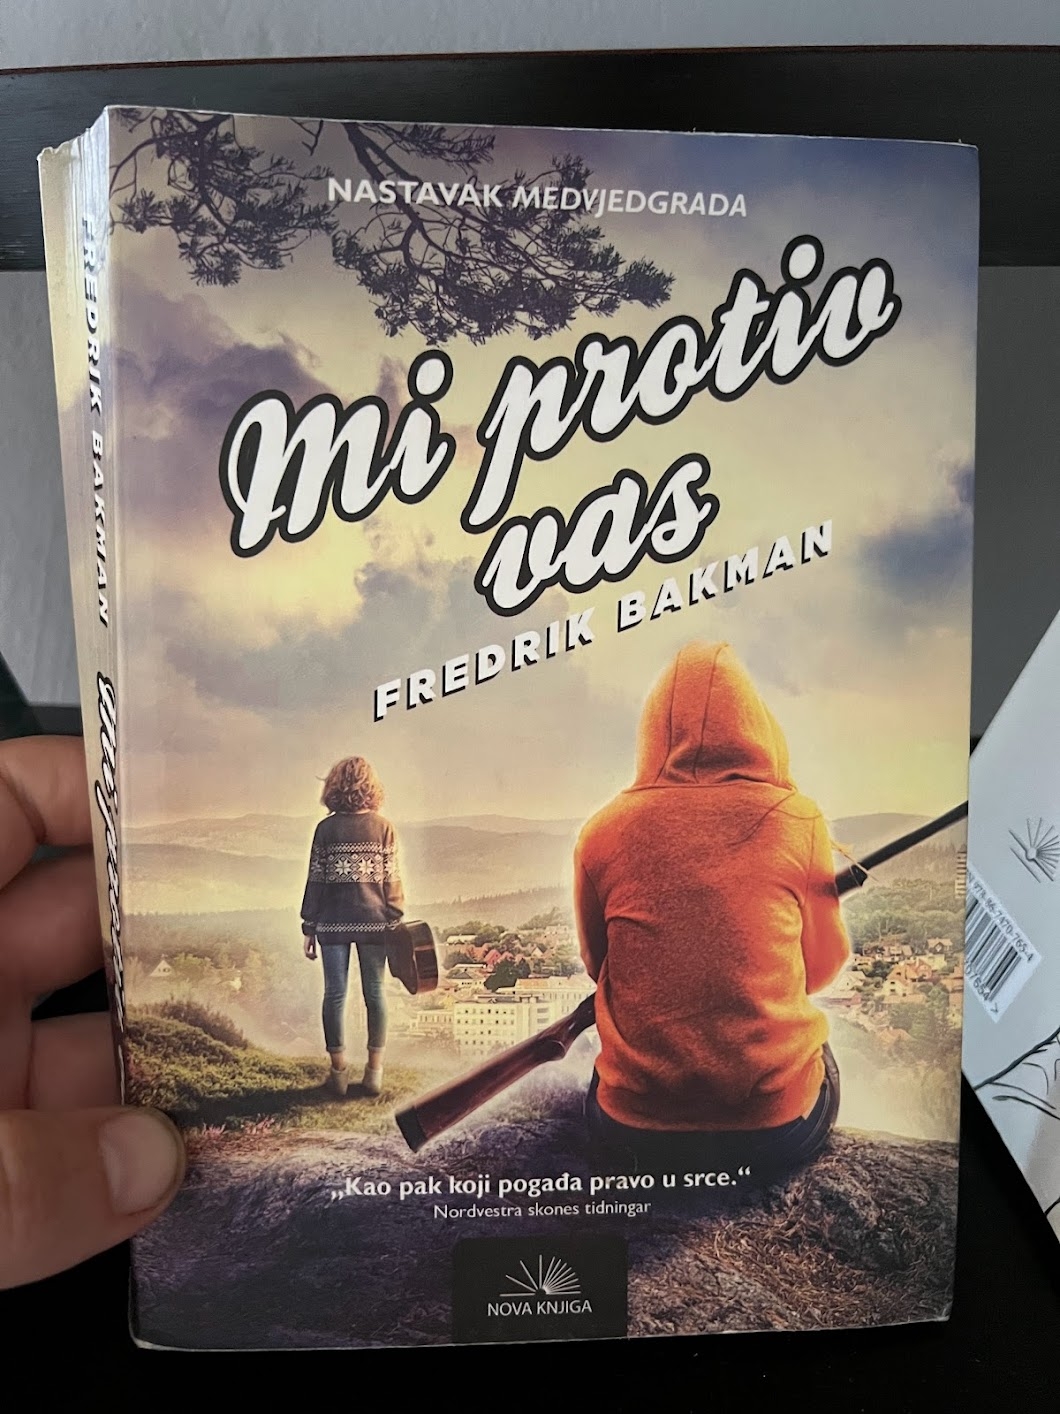 NASTAVAK MEDVJEDGRADA
Mi protiv
vas
FREDRIK BAKMAN
„Kao pak koji pogađa pravo u srce.“
Nordvestra skones tidningar
NOVA KNJIGA
FREDRIK BAKMAN